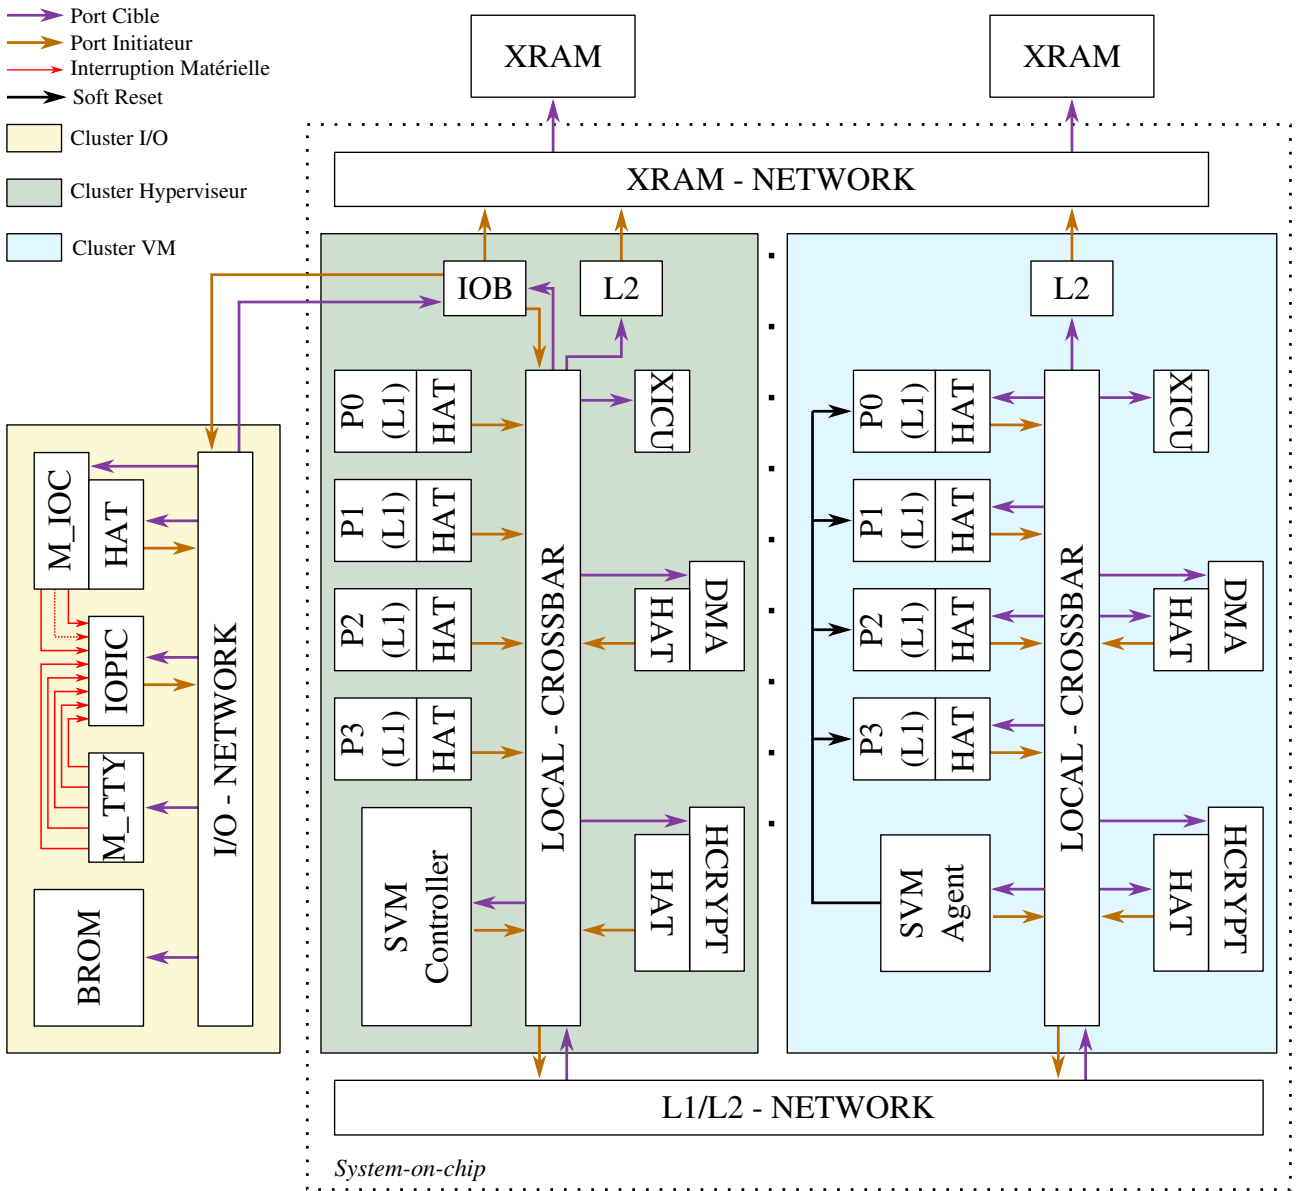 Port Cible
Port Initiateur
Interruption Matérielle
Soft Reset
Cluster I/O
Cluster Hyperviseur
Cluster VM
XRAM
XRAM
XRAM - NETWORK
IOB
L2
L2
P0
(L1)
HAT
XICU
P1
(L1)
HAT
P2
(L1)
HAT
P3
(L1)
HAT
LOCAL - CROSSBAR
DMA
HAT
HCRYPT
HAT
SVM
Controller
P0
(L1)
HAT
XICU
P1
(L1)
HAT
P2
(L1)
HAT
P3
(L1)
HAT
LOCAL - CROSSBAR
DMA
HAT
HCRYPT
HAT
SVM
Agent
M_IOC
HAT
IOPIC
M_TTY
BROM
I/O - NETWORK
L1/L2 - NETWORK
System-on-chip